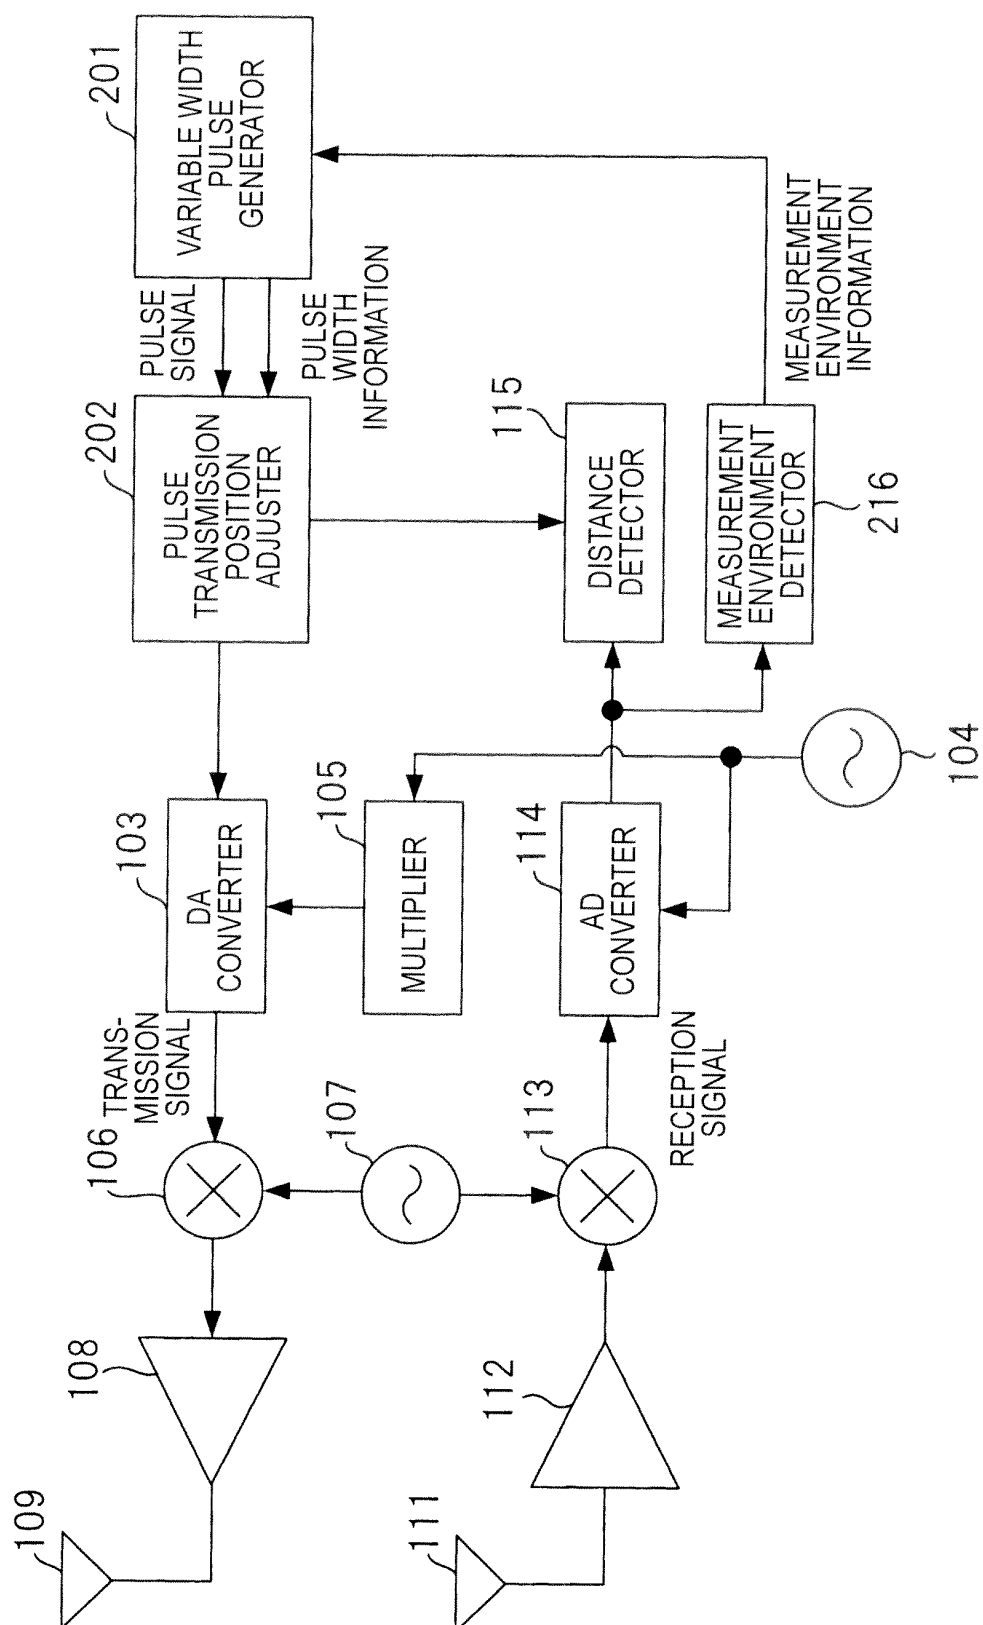 201
VARIABLE WIDTH
PULSE
GENERATOR
PULSE
SIGNAL
PULSE
WIDTH
INFORMATION
202
PULSE
TRANSMISSION
POSITION
ADJUSTER
103
DA
CONVERTER
TRANS-
MISSION
SIGNAL
106
108
109
105
MULTIPLIER
107
115
DISTANCE
DETECTOR
MEASUREMENT
ENVIRONMENT
DETECTOR
216
MEASUREMENT
ENVIRONMENT
INFORMATION
104
114
AD
CONVERTER
RECEPTION
SIGNAL
113
112
111